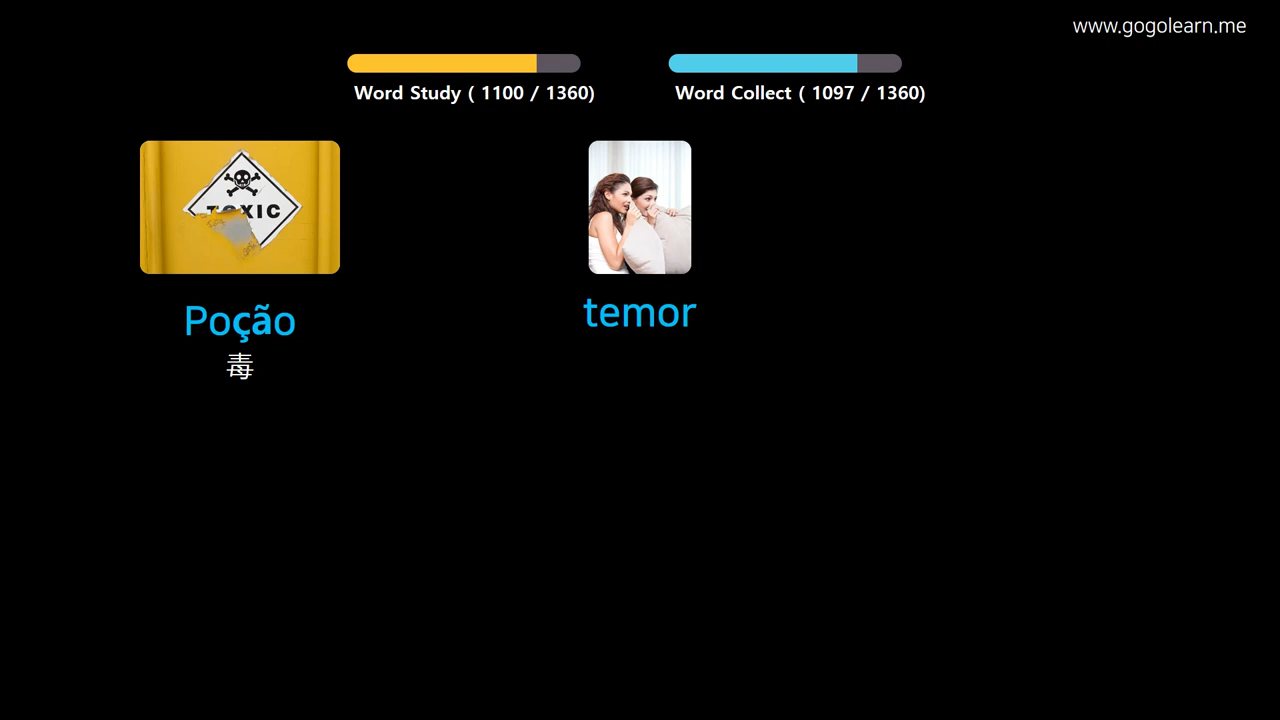 www.gogolearn.me
Word Study ( 1100 / 1360)
Word Collect ( 1097 / 1360)
TOXIC
Poção
temor
毒